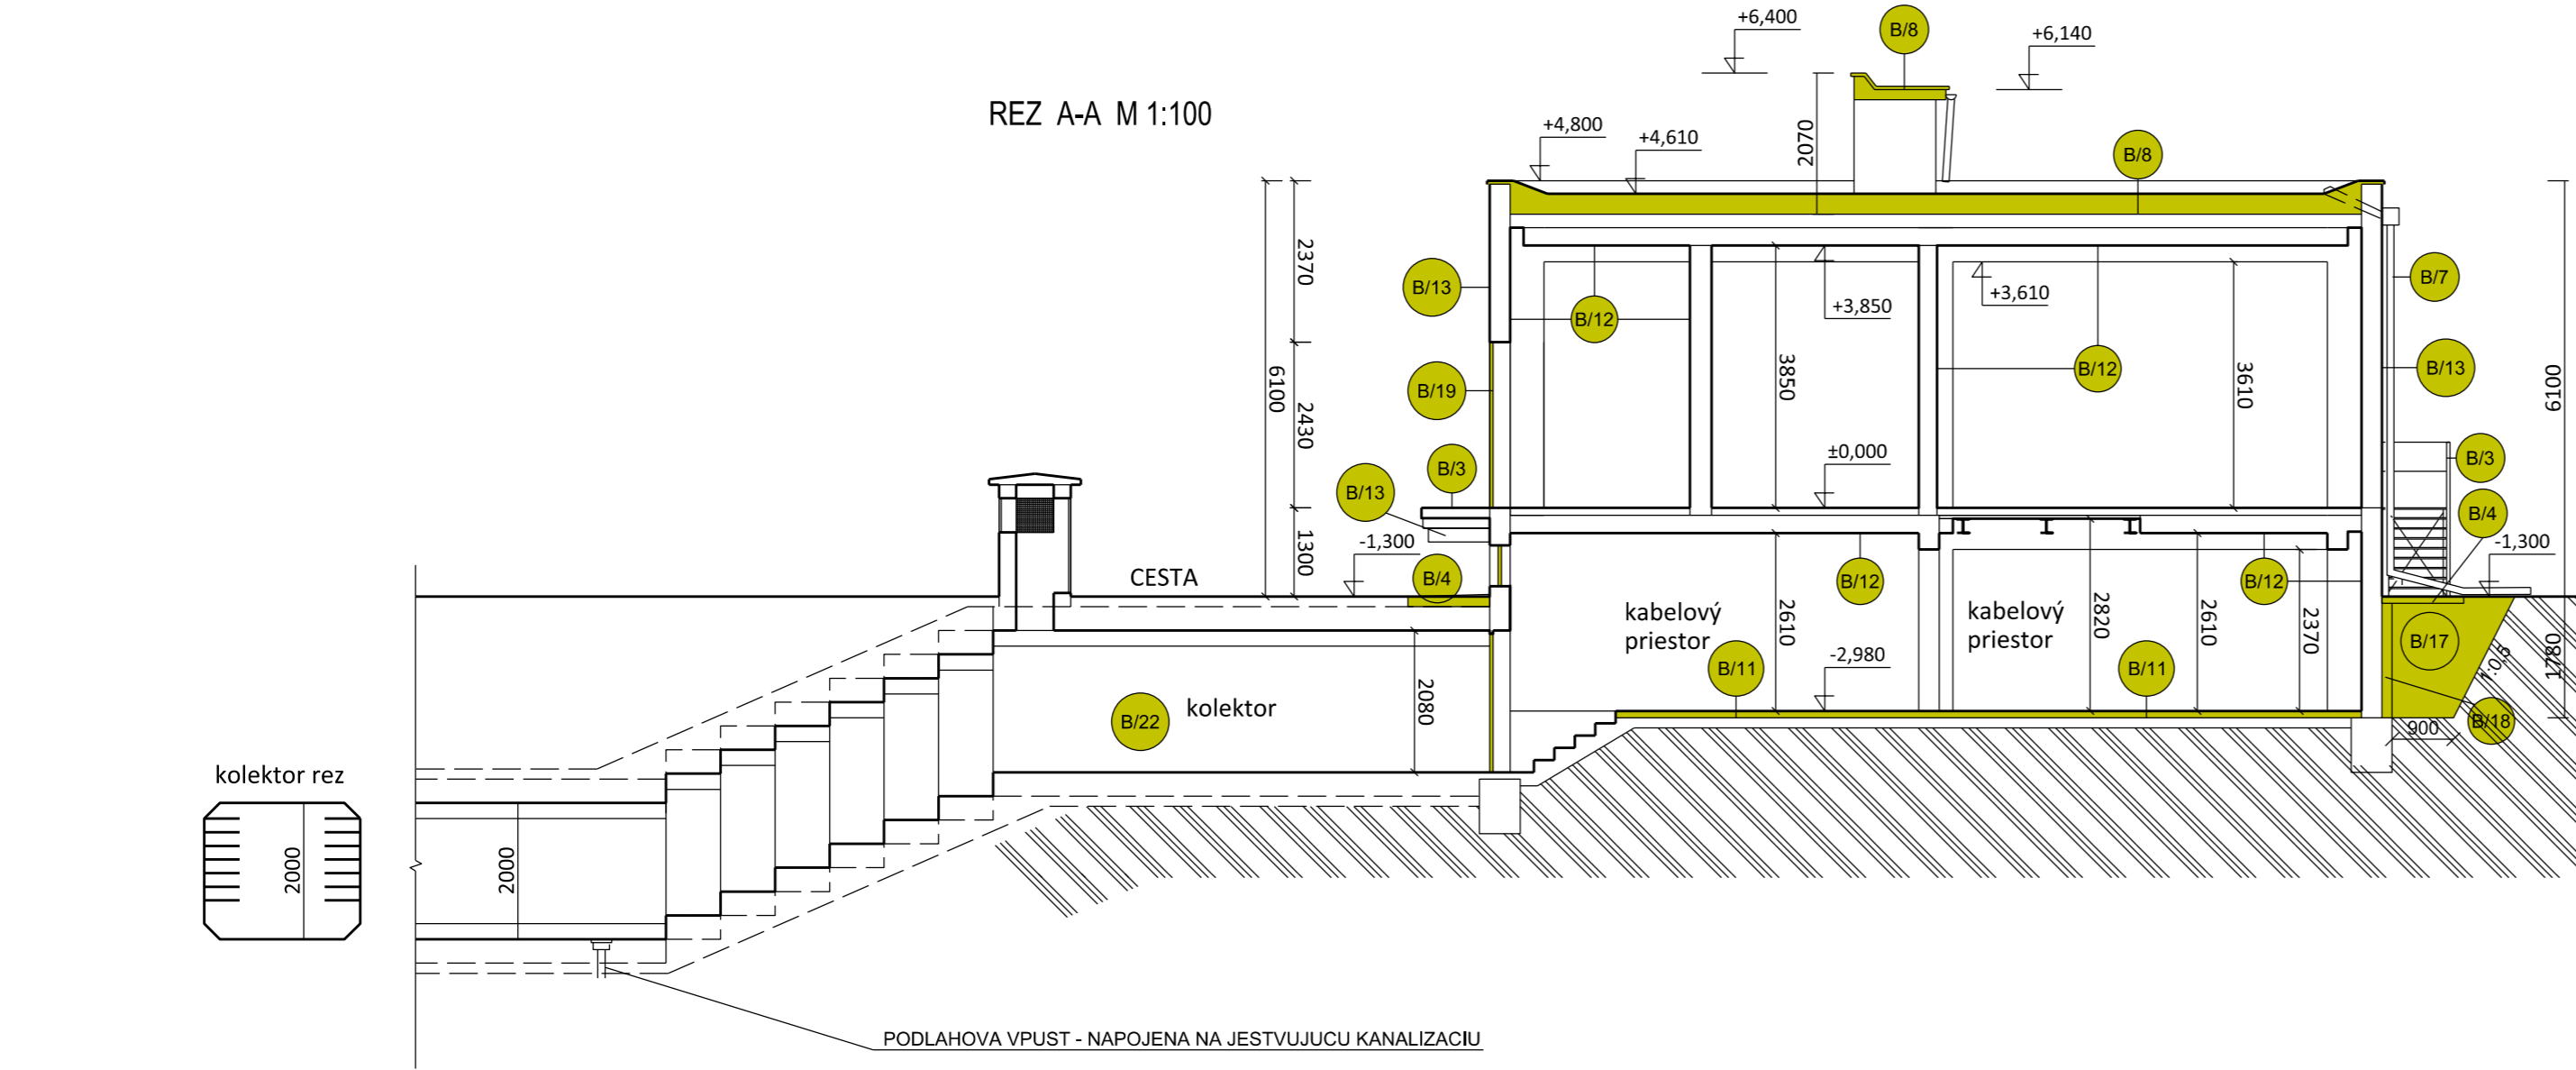 REZ A-A M 1:100
+6,400
B/8
+6,140
+4,800
+4,610
2070
B/8
2370
6100
2430
1300
B/13
B/12
+3,850
+3,610
B/7
B/19
3850
B/12
3610
B/13
6100
B/3
B/13
±0,000
B/3
B/4
-1,300
-1,300
CESTA
B/4
B/12
B/12
kabelový
priestor
2610
kabelový
priestor
2820
2610
2370
B/17
1:0,5
1780
B/11
-2,980
B/11
B/22
kolektor
2080
900
B/18
kolektor rez
2000
2000
PODLAHOVA VPUST - NAPOJENA NA JESTVUJUCU KANALIZACIU